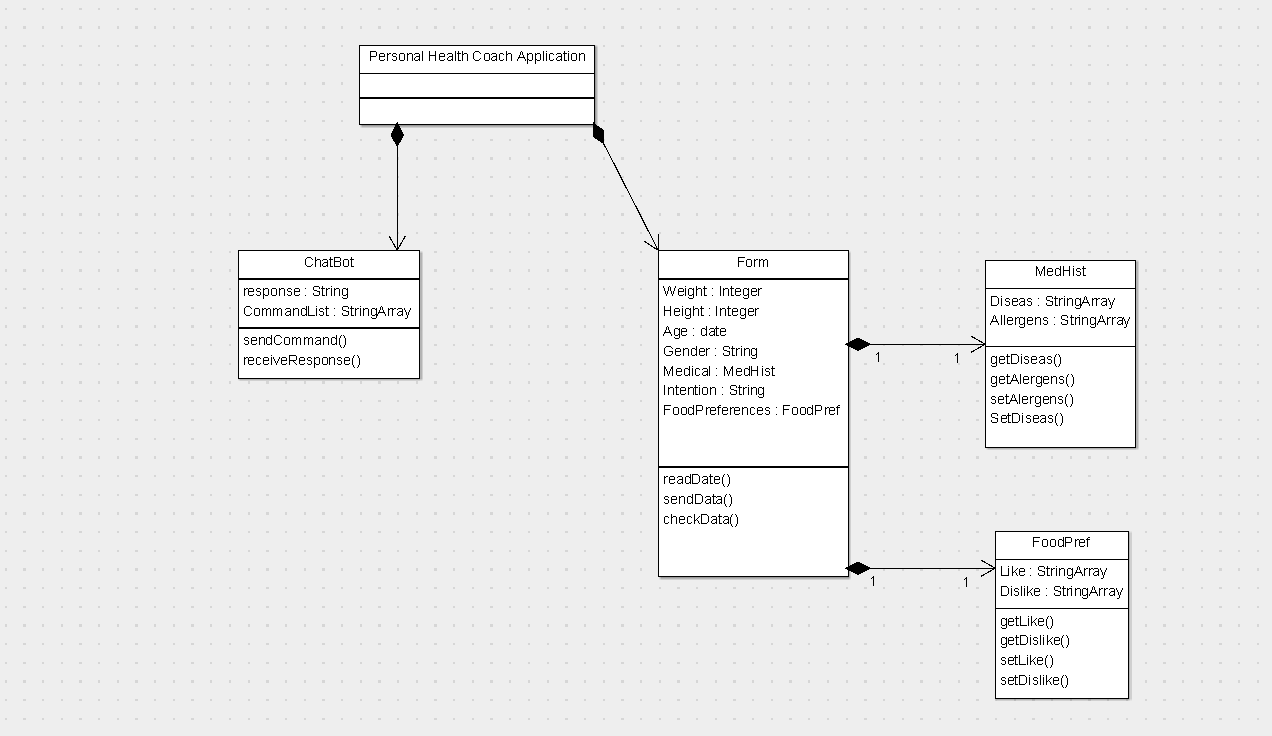 Personal Health Coach Application
ChatBot
response : String
CommandList : StringArray
sendCommand()
receiveResponse()
Form
Weight : Integer
Height : Integer
Age : date
Gender : String
Medical : MedHist
Intention : String
FoodPreferences : FoodPref
readDate()
sendData()
checkData()
1
1
MedHist
Diseas : StringArray
Allergens : StringArray
getDiseas()
getAlergens()
setAlergens()
SetDiseas()
1
1
FoodPref
Like : StringArray
Dislike : StringArray
getLike()
getDislike()
setLike()
setDislike()